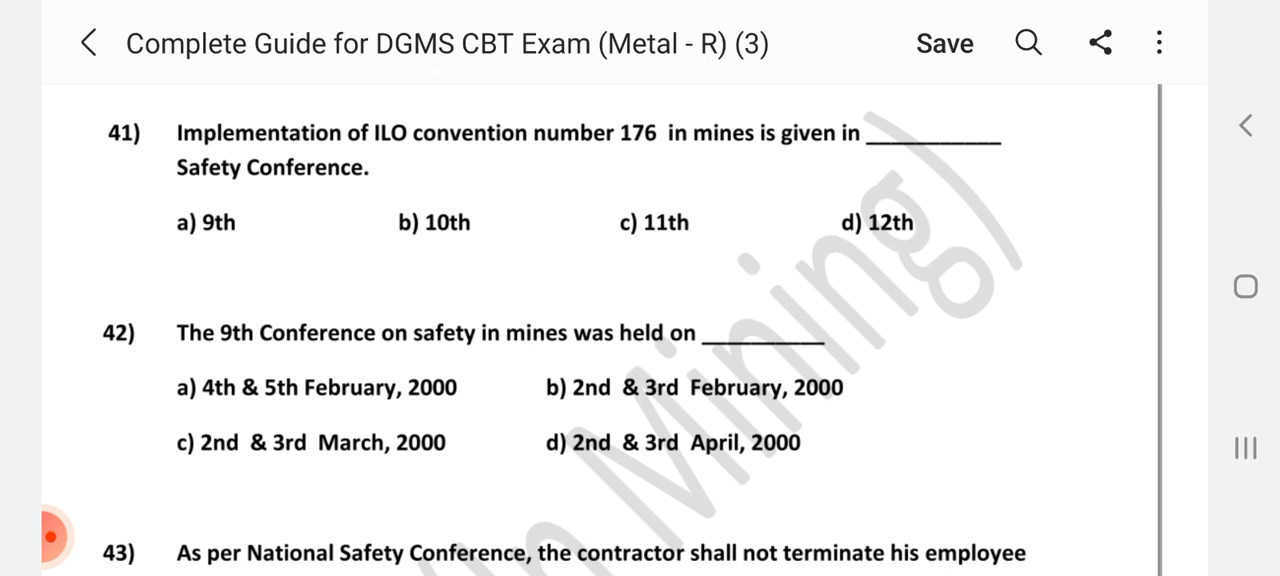 Complete Guide for DGMS CBT Exam (Metal - R) (3) Save
41) Implementation of ILO convention number 176 in mines is given in ___________
Safety Conference.
a) 9th b) 10th c) 11th d) 12th
42) The 9th Conference on safety in mines was held on __________
a) 4th & 5th February, 2000 b) 2nd & 3rd February, 2000
c) 2nd & 3rd March, 2000 d) 2nd & 3rd April, 2000
43) As per National Safety Conference, the contractor shall not terminate his employee
Mining)